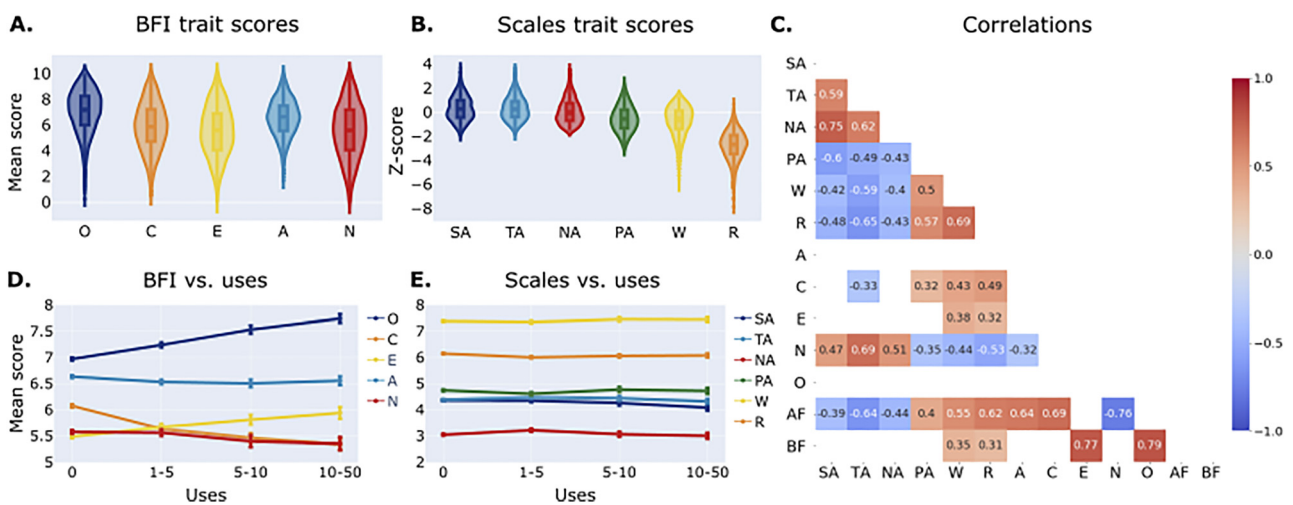 A. BFI trait scores
Mean score
10
8
6
4
2
0
O C E A N
B. Scales trait scores
Z-score
4
2
0
−2
−4
−6
−8
SA TA NA PA W R
C. Correlations
SA
TA 0.59
NA 0.75 0.62
PA -0.6 -0.49 -0.43
W -0.42 -0.59 -0.4 0.5
R -0.48 -0.65 -0.43 0.57 0.69
A
C -0.33 0.32 0.43 0.49
E 0.38 0.32
N 0.47 0.69 0.51 -0.35 -0.44 -0.53 -0.32
O
AF -0.39 -0.64 -0.44 0.4 0.55 0.62 0.64 0.69 -0.76
BF 0.35 0.31 0.77 0.79
SA TA NA PA W R A C E N O AF BF
1.0
0.5
0.0
−0.5
−1.0
D. BFI vs. uses
Mean score
8
7.5
7
6.5
6
5.5
5
0 1-5 5-10 10-50
Uses
O
C
E
A
N
E. Scales vs. uses
8
7
6
5
4
3
2
0 1-5 5-10 10-50
Uses
SA
TA
NA
PA
W
R